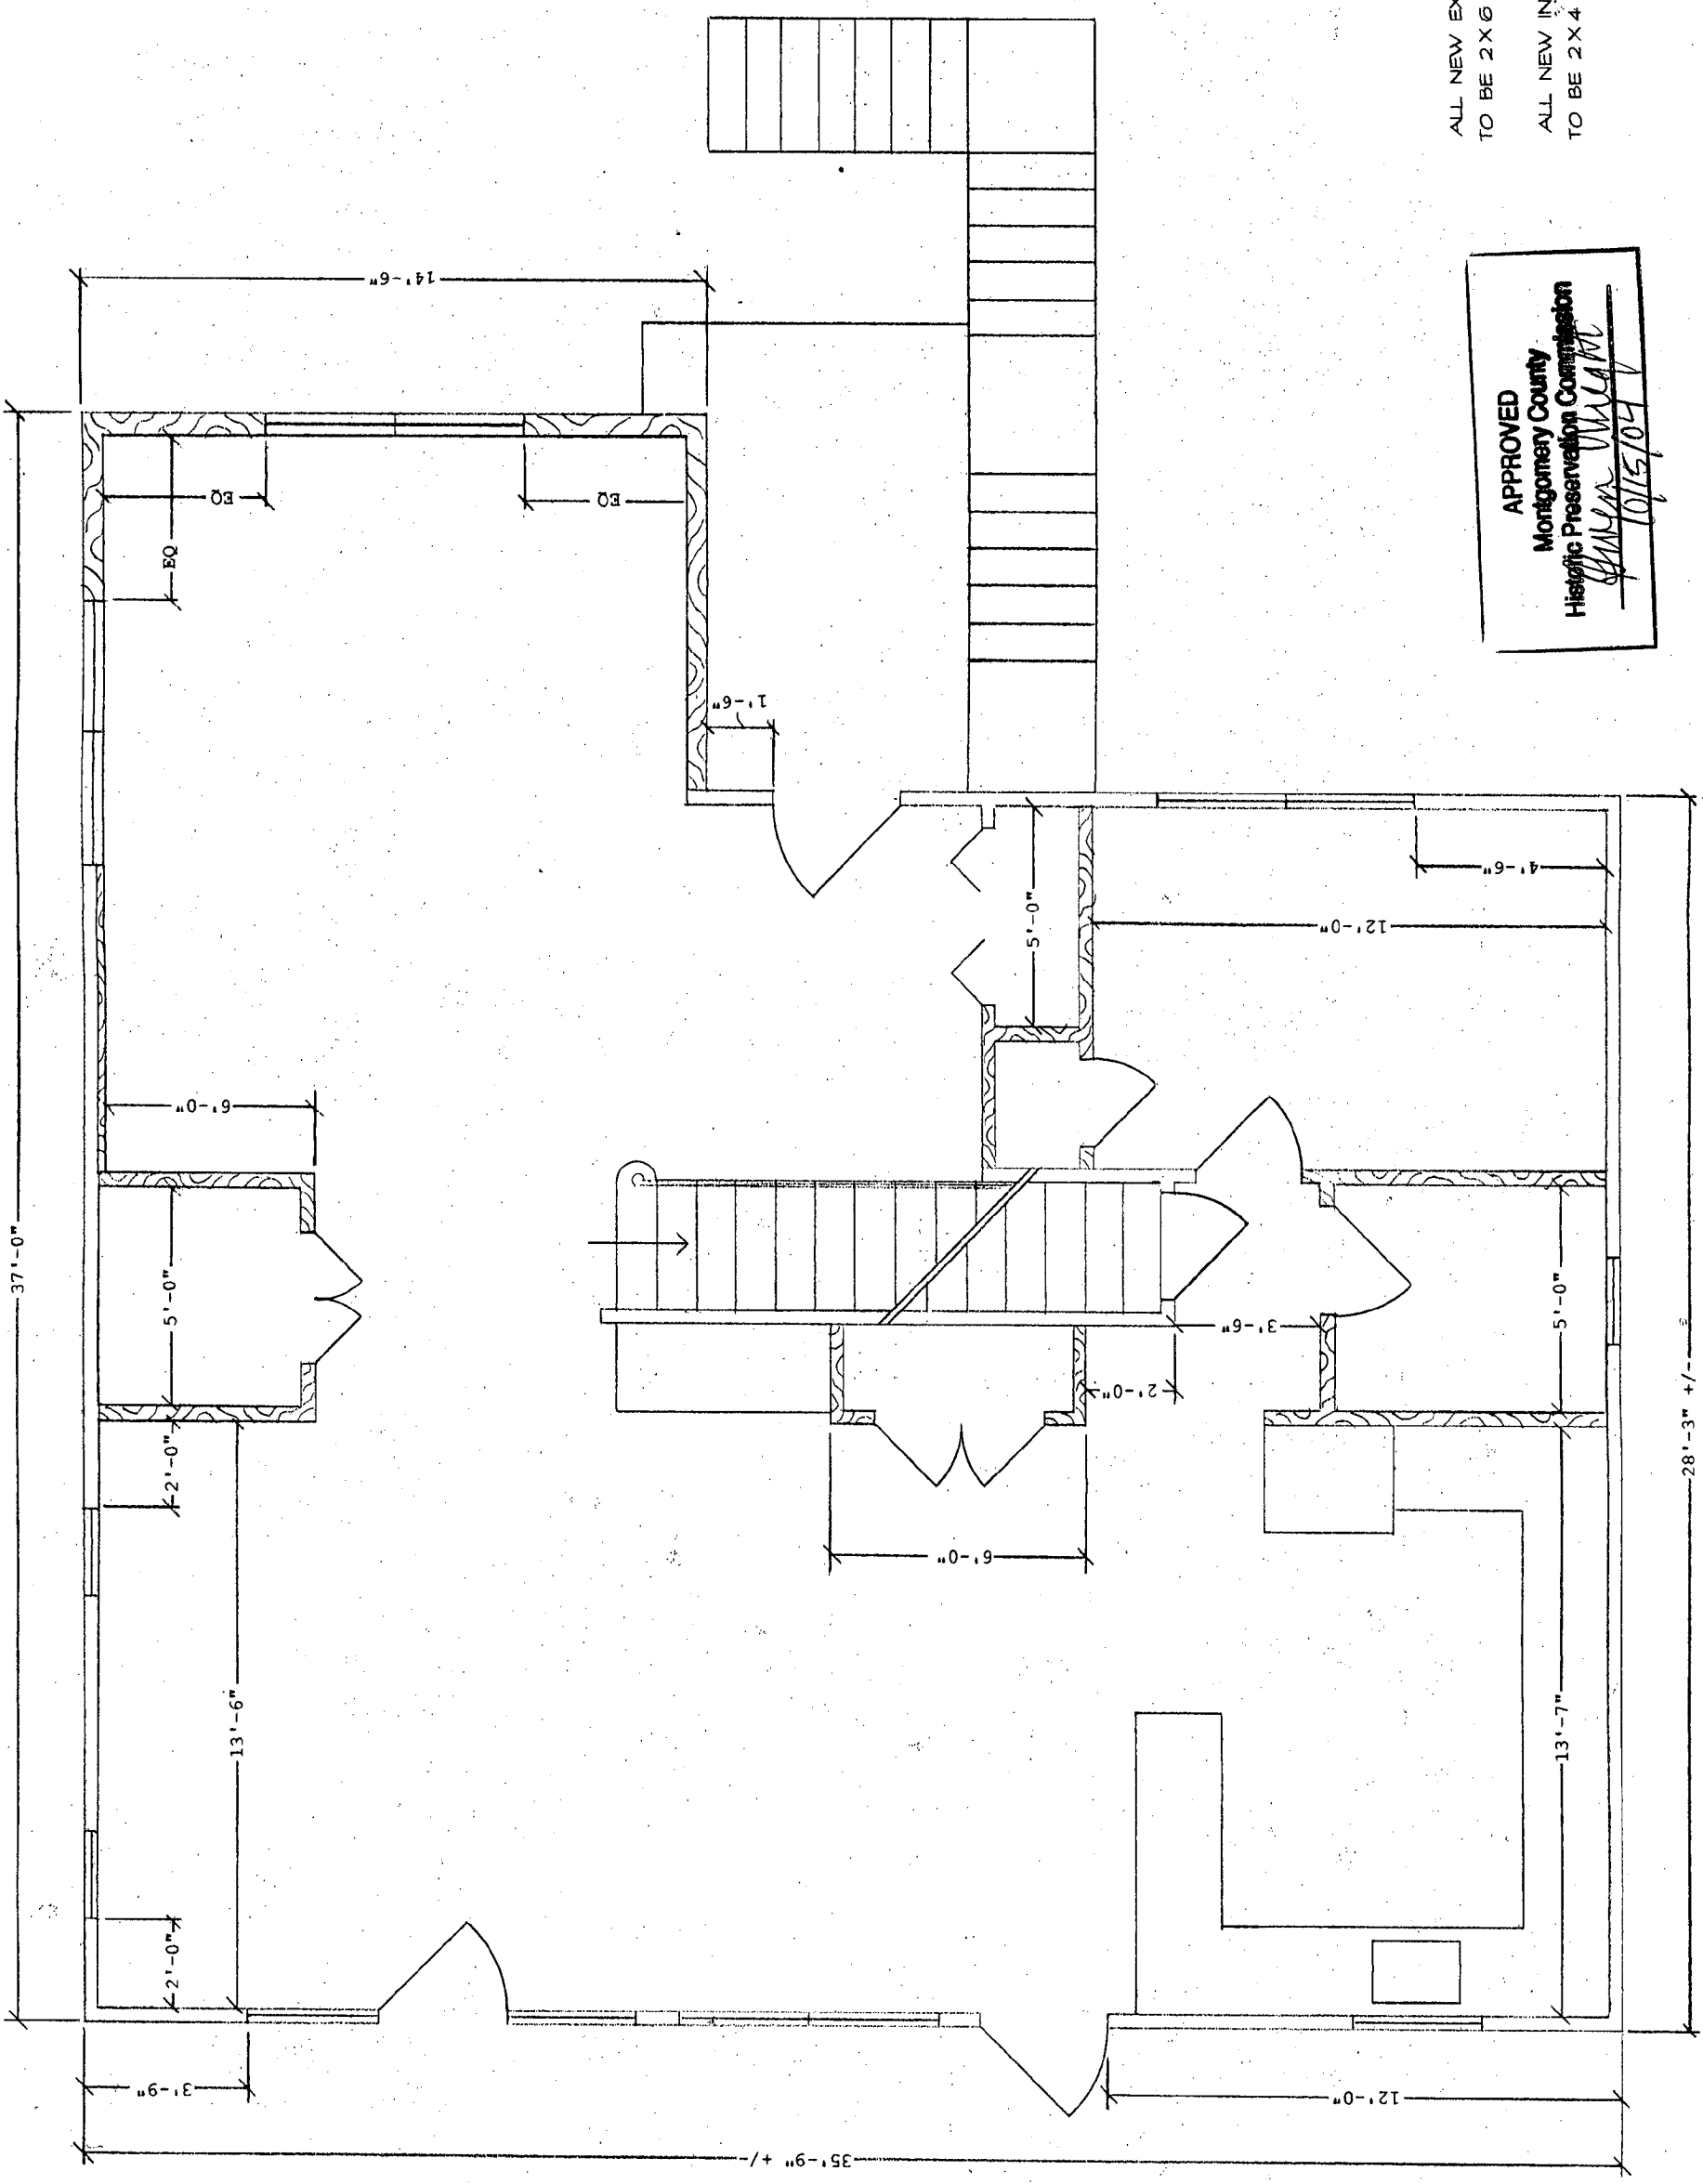 37'-0"
14'-6"
EQ
EQ
EQ
1'-6"
6'-0"
5'-0"
2'-0"
13'-6"
2'-0"
3'-9"
35'-9" +/-
12'-0"
5'-0"
12'-0"
4'-6"
3'-6"
2'-0"
6'-0"
5'-0"
13'-7"
28'-3" +/-
ALL NEW EX
TO BE 2X6
ALL NEW IN
TO BE 2X4
APPROVED
Montgomery County
Historic Preservation Commission
10/15/04